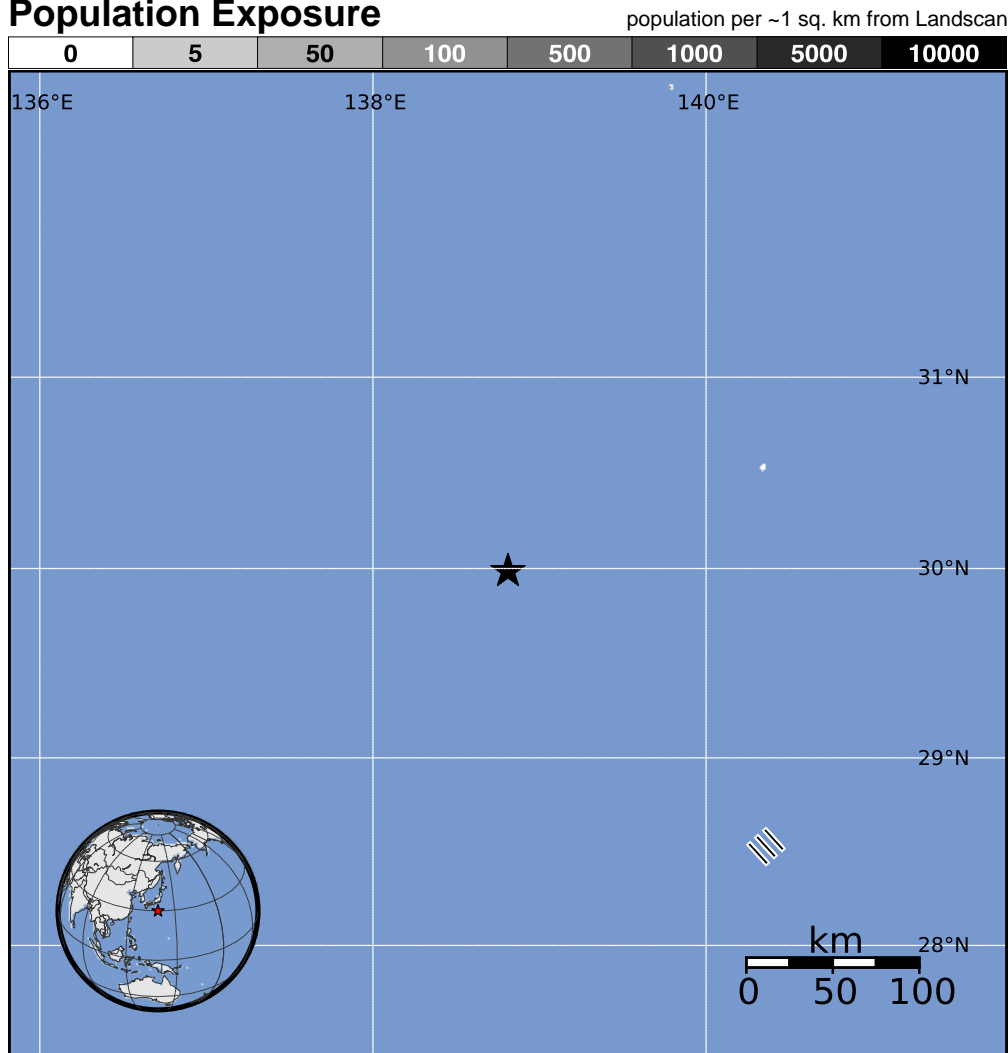 Population Exposure
population per ~1 sq. km from Landscan
0 5 50 100 500 1000 5000 10000
136°E 138°E 140°E
31°N
30°N
29°N
28°N
km
0 50 100